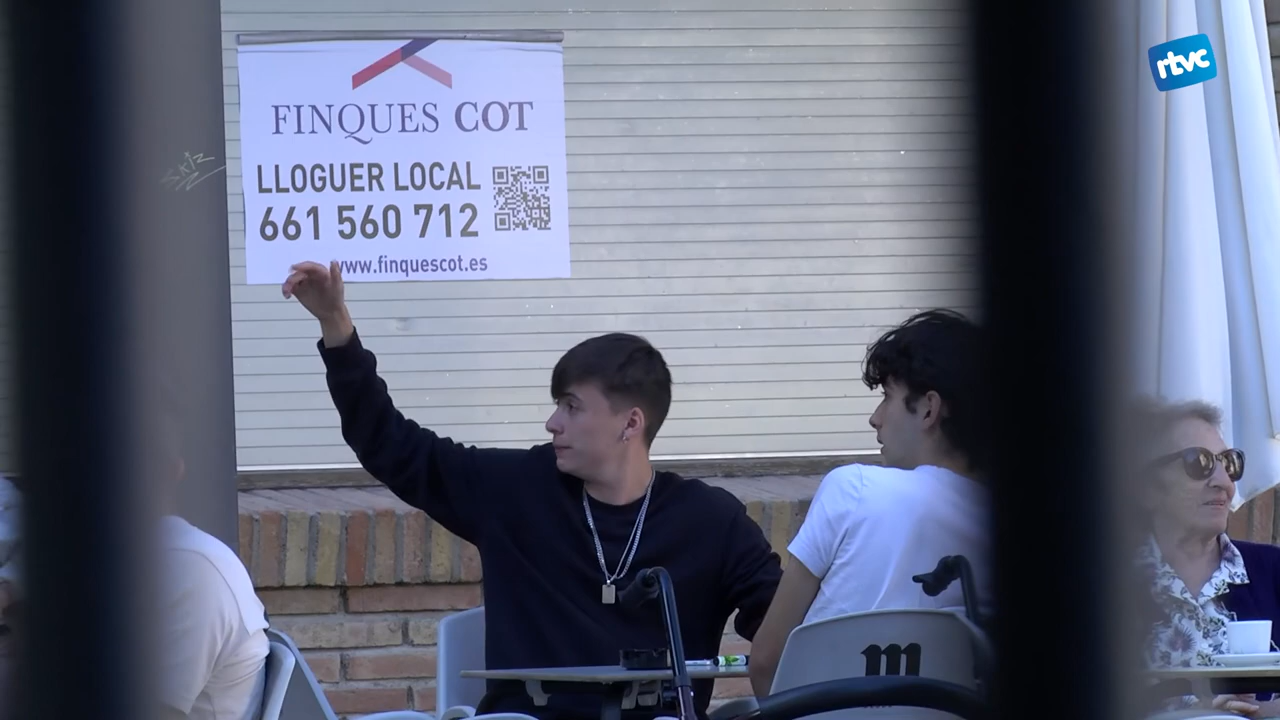 rtvc
FINQUES COT
LLOGUER LOCAL
661 560 712
www.finquescot.es
m